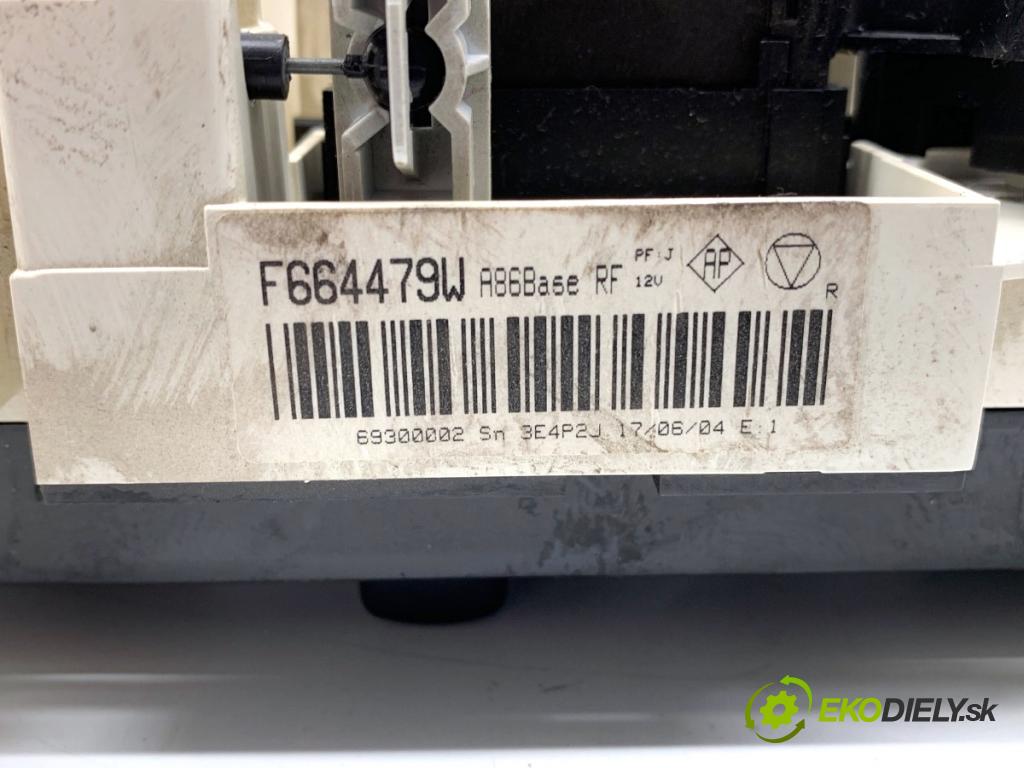 F664479W A86Base RF PF:J 12V AP
R
69300002 Sn 3E4P2J 17/06/04 E:1
EKODIELY.sk